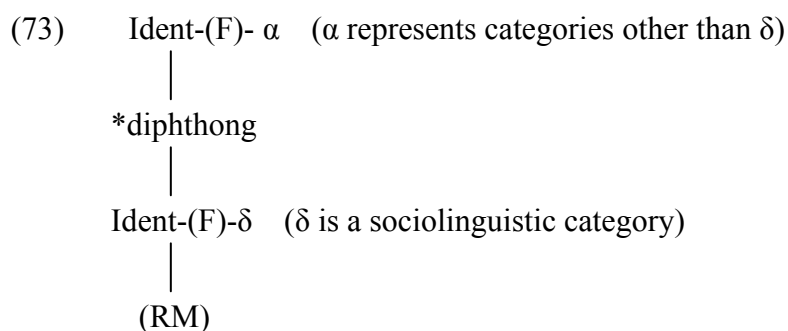 (73) Ident-(F)- α (α represents categories other than δ)
*diphthong
Ident-(F)-δ (δ is a sociolinguistic category)
(RM)